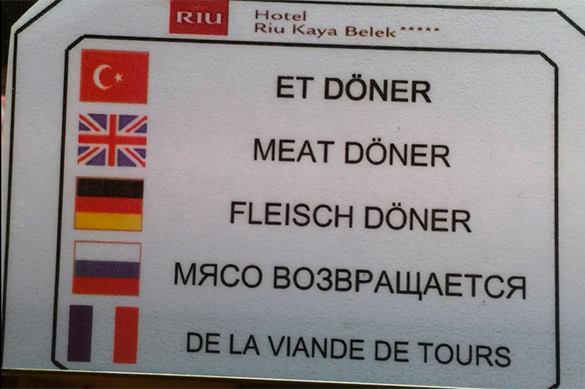 RIU
Hotel
Riu Kaya Belek*****
ET DÖNER
MEAT DÖNER
FLEISCH DÖNER
МЯСО ВОЗВРАЩАЕТСЯ
DE LA VIANDE DE TOURS